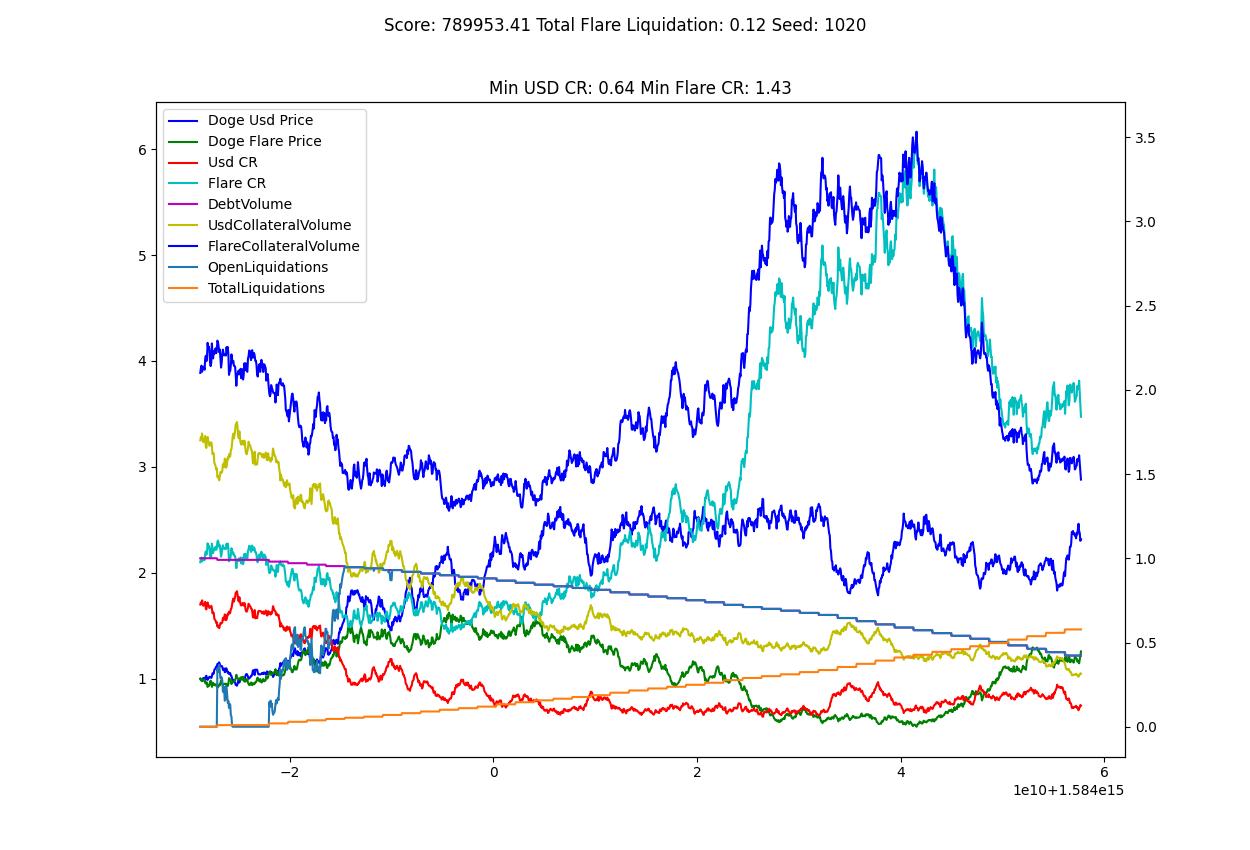 Score: 789953.41 Total Flare Liquidation: 0.12 Seed: 1020
Min USD CR: 0.64 Min Flare CR: 1.43
Doge Usd Price
Doge Flare Price
Usd CR
Flare CR
DebtVolume
UsdCollateralVolume
FlareCollateralVolume
OpenLiquidations
TotalLiquidations
6
5
4
3
2
1
3.5
3.0
2.5
2.0
1.5
1.0
0.5
0.0
−2 0 2 4 6
1e10+1.584e15